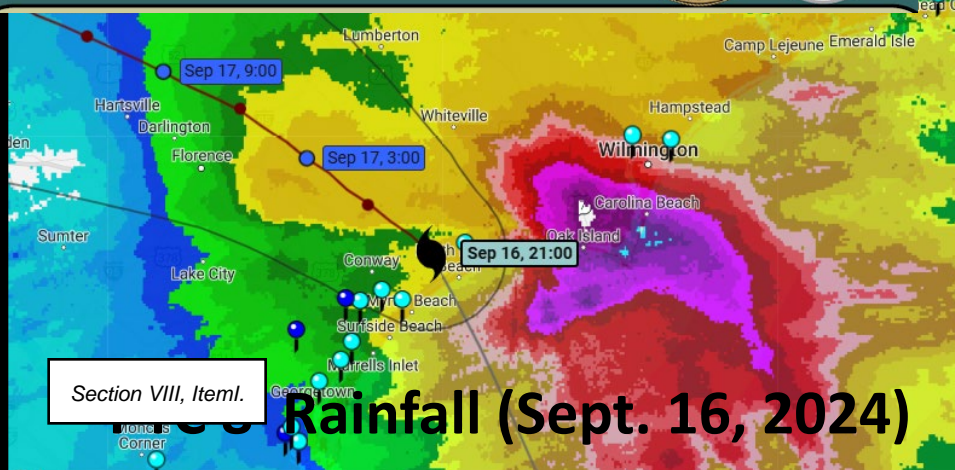 Lumberton
Camp Lejeune
Emerald Isle
Sep 17, 9:00
Hartsville
Hampstead
Whiteville
Darlington
Wilmington
Florence
Sep 17, 3:00
Carolina Beach
Sumter
Oak Island
Sep 16, 21:00
Conway
Lake City
Beach
Surfside Beach
Murrells Inlet
Section VIII, ItemI.
Georgetown
Rainfall (Sept. 16, 2024)
Moncks
Corner